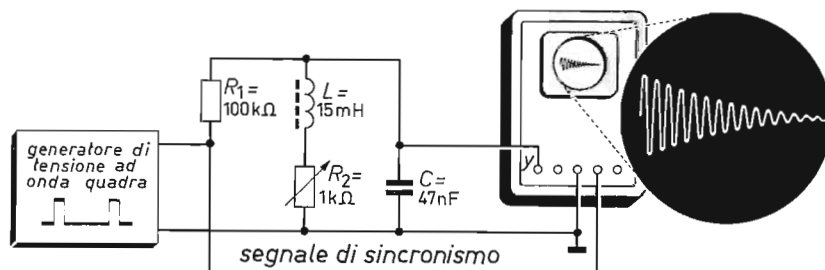 generatore di
tensione ad
onda quadra
R1=
100kΩ
L=
15mH
R2=
1kΩ
C=
47nF
y
segnale di sincronismo